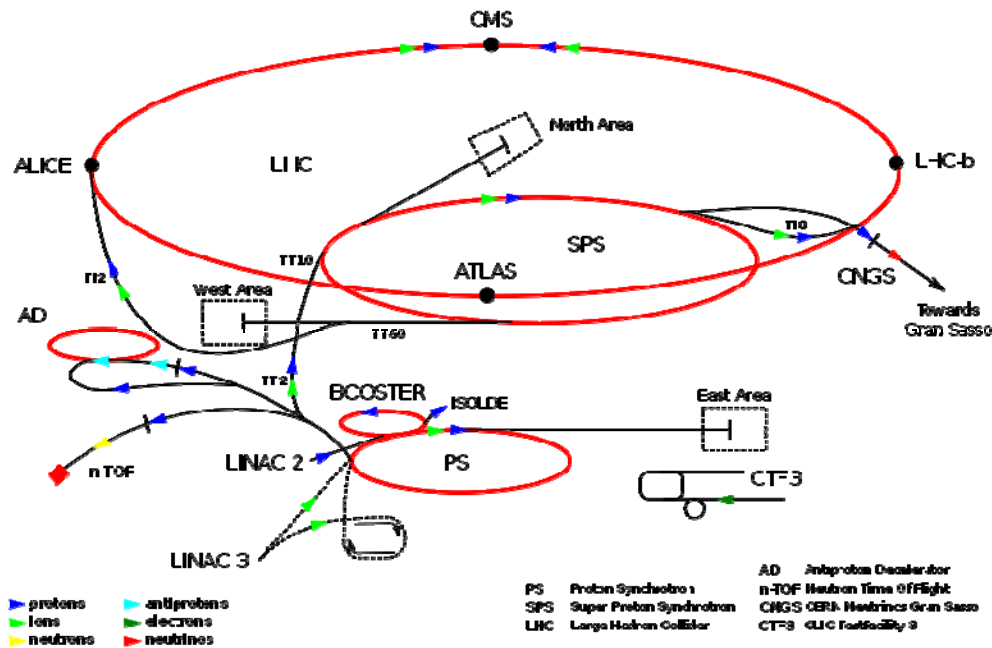 CMS
North Area
ALICE
LHC
LHC-b
SPS
TT10
TI8
ATLAS
CNGS
TI2
West Area
Towards
Gran Sasso
AD
TT60
TT2
BOOSTER
ISOLDE
East Area
LINAC 2
PS
n TOF
CTF3
LINAC 3
protons
ions
neutrons
antiprotons
electrons
neutrinos
PS Proton Synchrotron
SPS Super Proton Synchrotron
LHC Large Hadron Collider
AD Antiproton Decelerator
n-TOF Neutron Time Of Flight
CNGS CERN Neutrinos Gran Sasso
CTF3 CLIC Testfacility 3